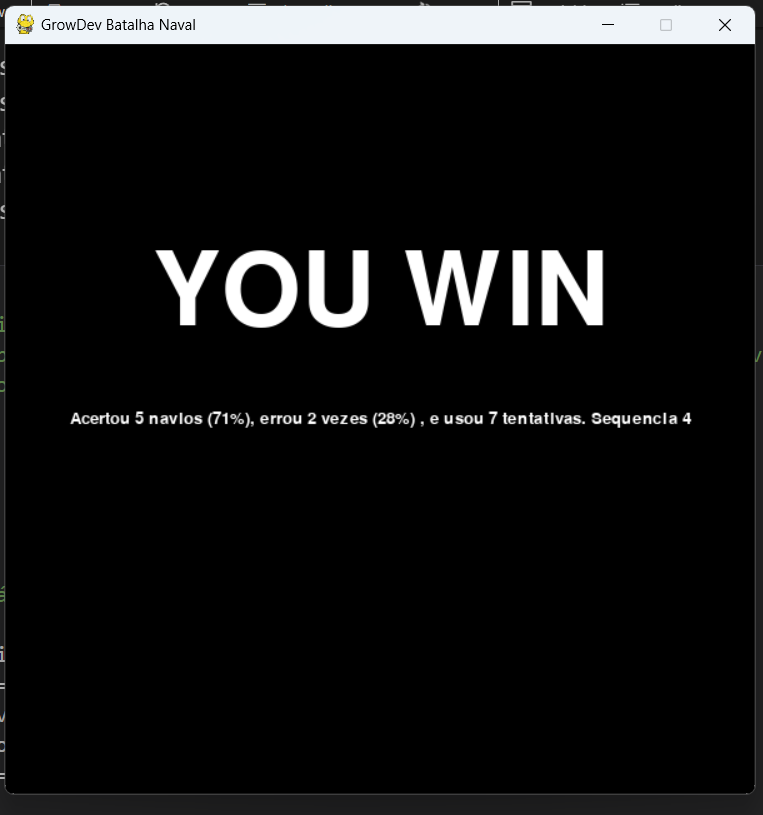 GrowDev Batalha Naval
YOU WIN
Acertou 5 navios (71%), errou 2 vezes (28%) , e usou 7 tentativas. Sequencia 4